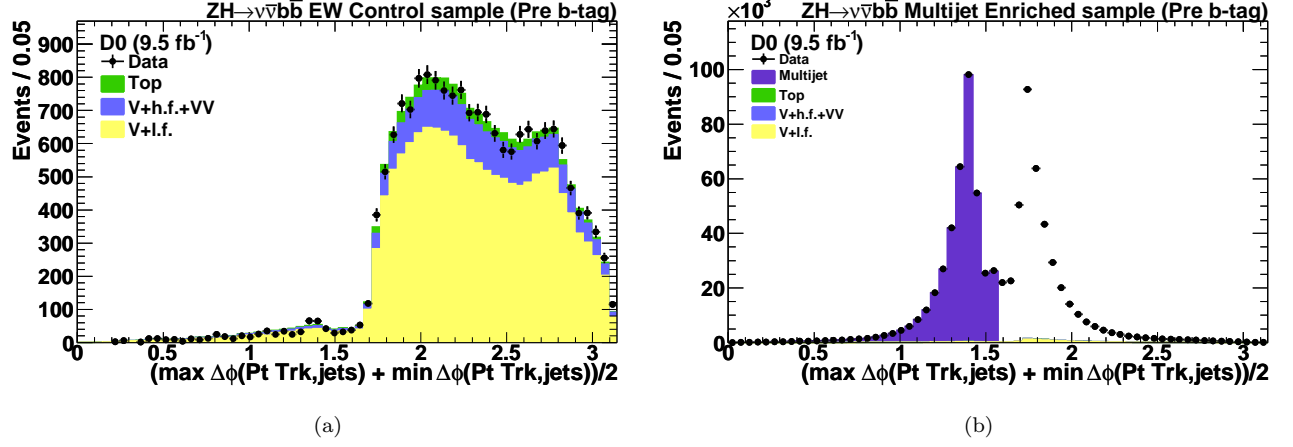 ZH→νν̄bb̄ EW Control sample (Pre b-tag)
D0 (9.5 fb⁻¹)
Data
Top
V+h.f.+VV
V+l.f.
Events / 0.05
900
800
700
600
500
400
300
200
100
0
0 0.5 1 1.5 2 2.5 3
(max Δϕ(Pt Trk,jets) + min Δϕ(Pt Trk,jets))/2
(a)
×10³ ZH→νν̄bb̄ Multijet Enriched sample (Pre b-tag)
D0 (9.5 fb⁻¹)
Data
Multijet
Top
V+h.f.+VV
V+l.f.
Events / 0.05
100
80
60
40
20
0
0 0.5 1 1.5 2 2.5 3
(max Δϕ(Pt Trk,jets) + min Δϕ(Pt Trk,jets))/2
(b)